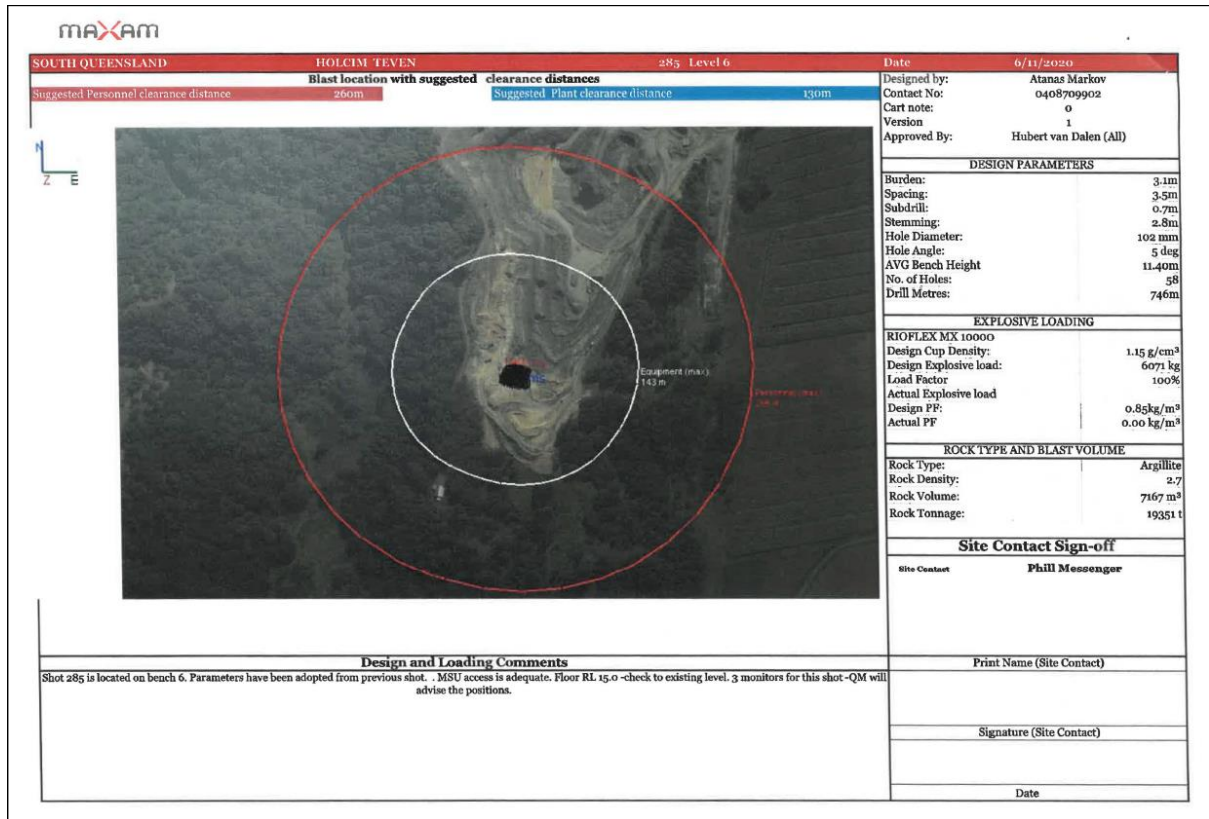 maXam
SOUTH QUEENSLAND HOLCIM TEVEN 285 Level 6 Date 6/11/2020
Blast location with suggested clearance distances
Suggested Personnel clearance distance 260m Suggested Plant clearance distance 130m
Designed by: Atanas Markov
Contact No: 0408709902
Cart note: 0
Version 1
Approved By: Hubert van Dalen (All)
N
Z E
DESIGN PARAMETERS
Burden: 3.1m
Spacing: 3.5m
Subdrill: 0.7m
Stemming: 2.8m
Hole Diameter: 102 mm
Hole Angle: 5 deg
AVG Bench Height 11.40m
No. of Holes: 58
Drill Metres: 746m
Equipment (max)
143 m
Personnel (max)
EXPLOSIVE LOADING
RIOFLEX MX 10000
Design Cup Density: 1.15 g/cm³
Design Explosive load: 6071 kg
Load Factor 100%
Actual Explosive load
Design PF: 0.85kg/m³
Actual PF 0.00 kg/m³
ROCK TYPE AND BLAST VOLUME
Rock Type: Argillite
Rock Density: 2.7
Rock Volume: 7167 m³
Rock Tonnage: 19351 t
Site Contact Sign-off
Site Contact Phill Messenger
Design and Loading Comments
Shot 285 is located on bench 6. Parameters have been adopted from previous shot. . MSU access is adequate. Floor RL 15.0 -check to existing level. 3 monitors for this shot -QM will
advise the positions.
Print Name (Site Contact)
Signature (Site Contact)
Date